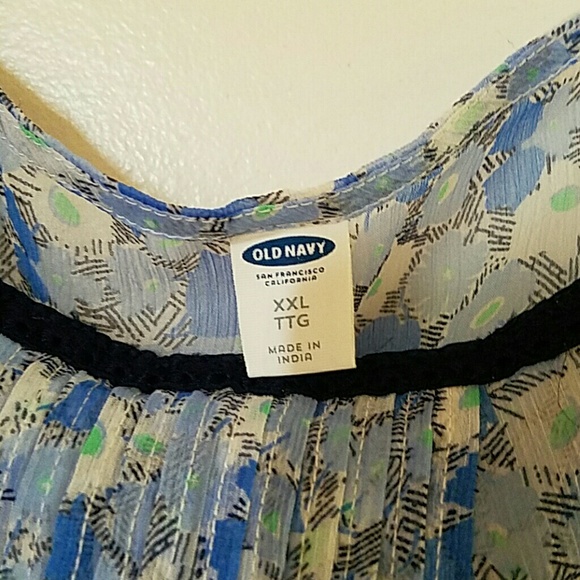 OLD NAVY
SAN FRANCISCO
CALIFORNIA
XXL
TTG
MADE IN
INDIA